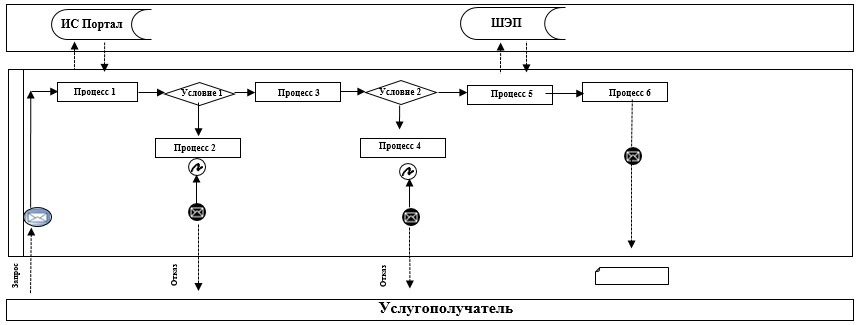 ИС Портал
ШЭП
Процесс 1
Условие 1
Процесс 3
Условие 2
Процесс 5
Процесс 6
Процесс 2
Процесс 4
Запрос
Отказ
Отказ
Услугополучатель